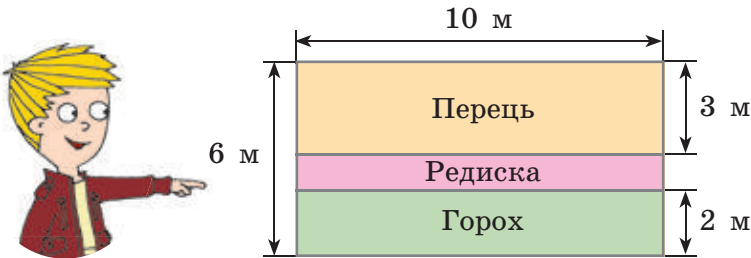 10 м
Перець
3 м
6 м
Редиска
Горох
2 м